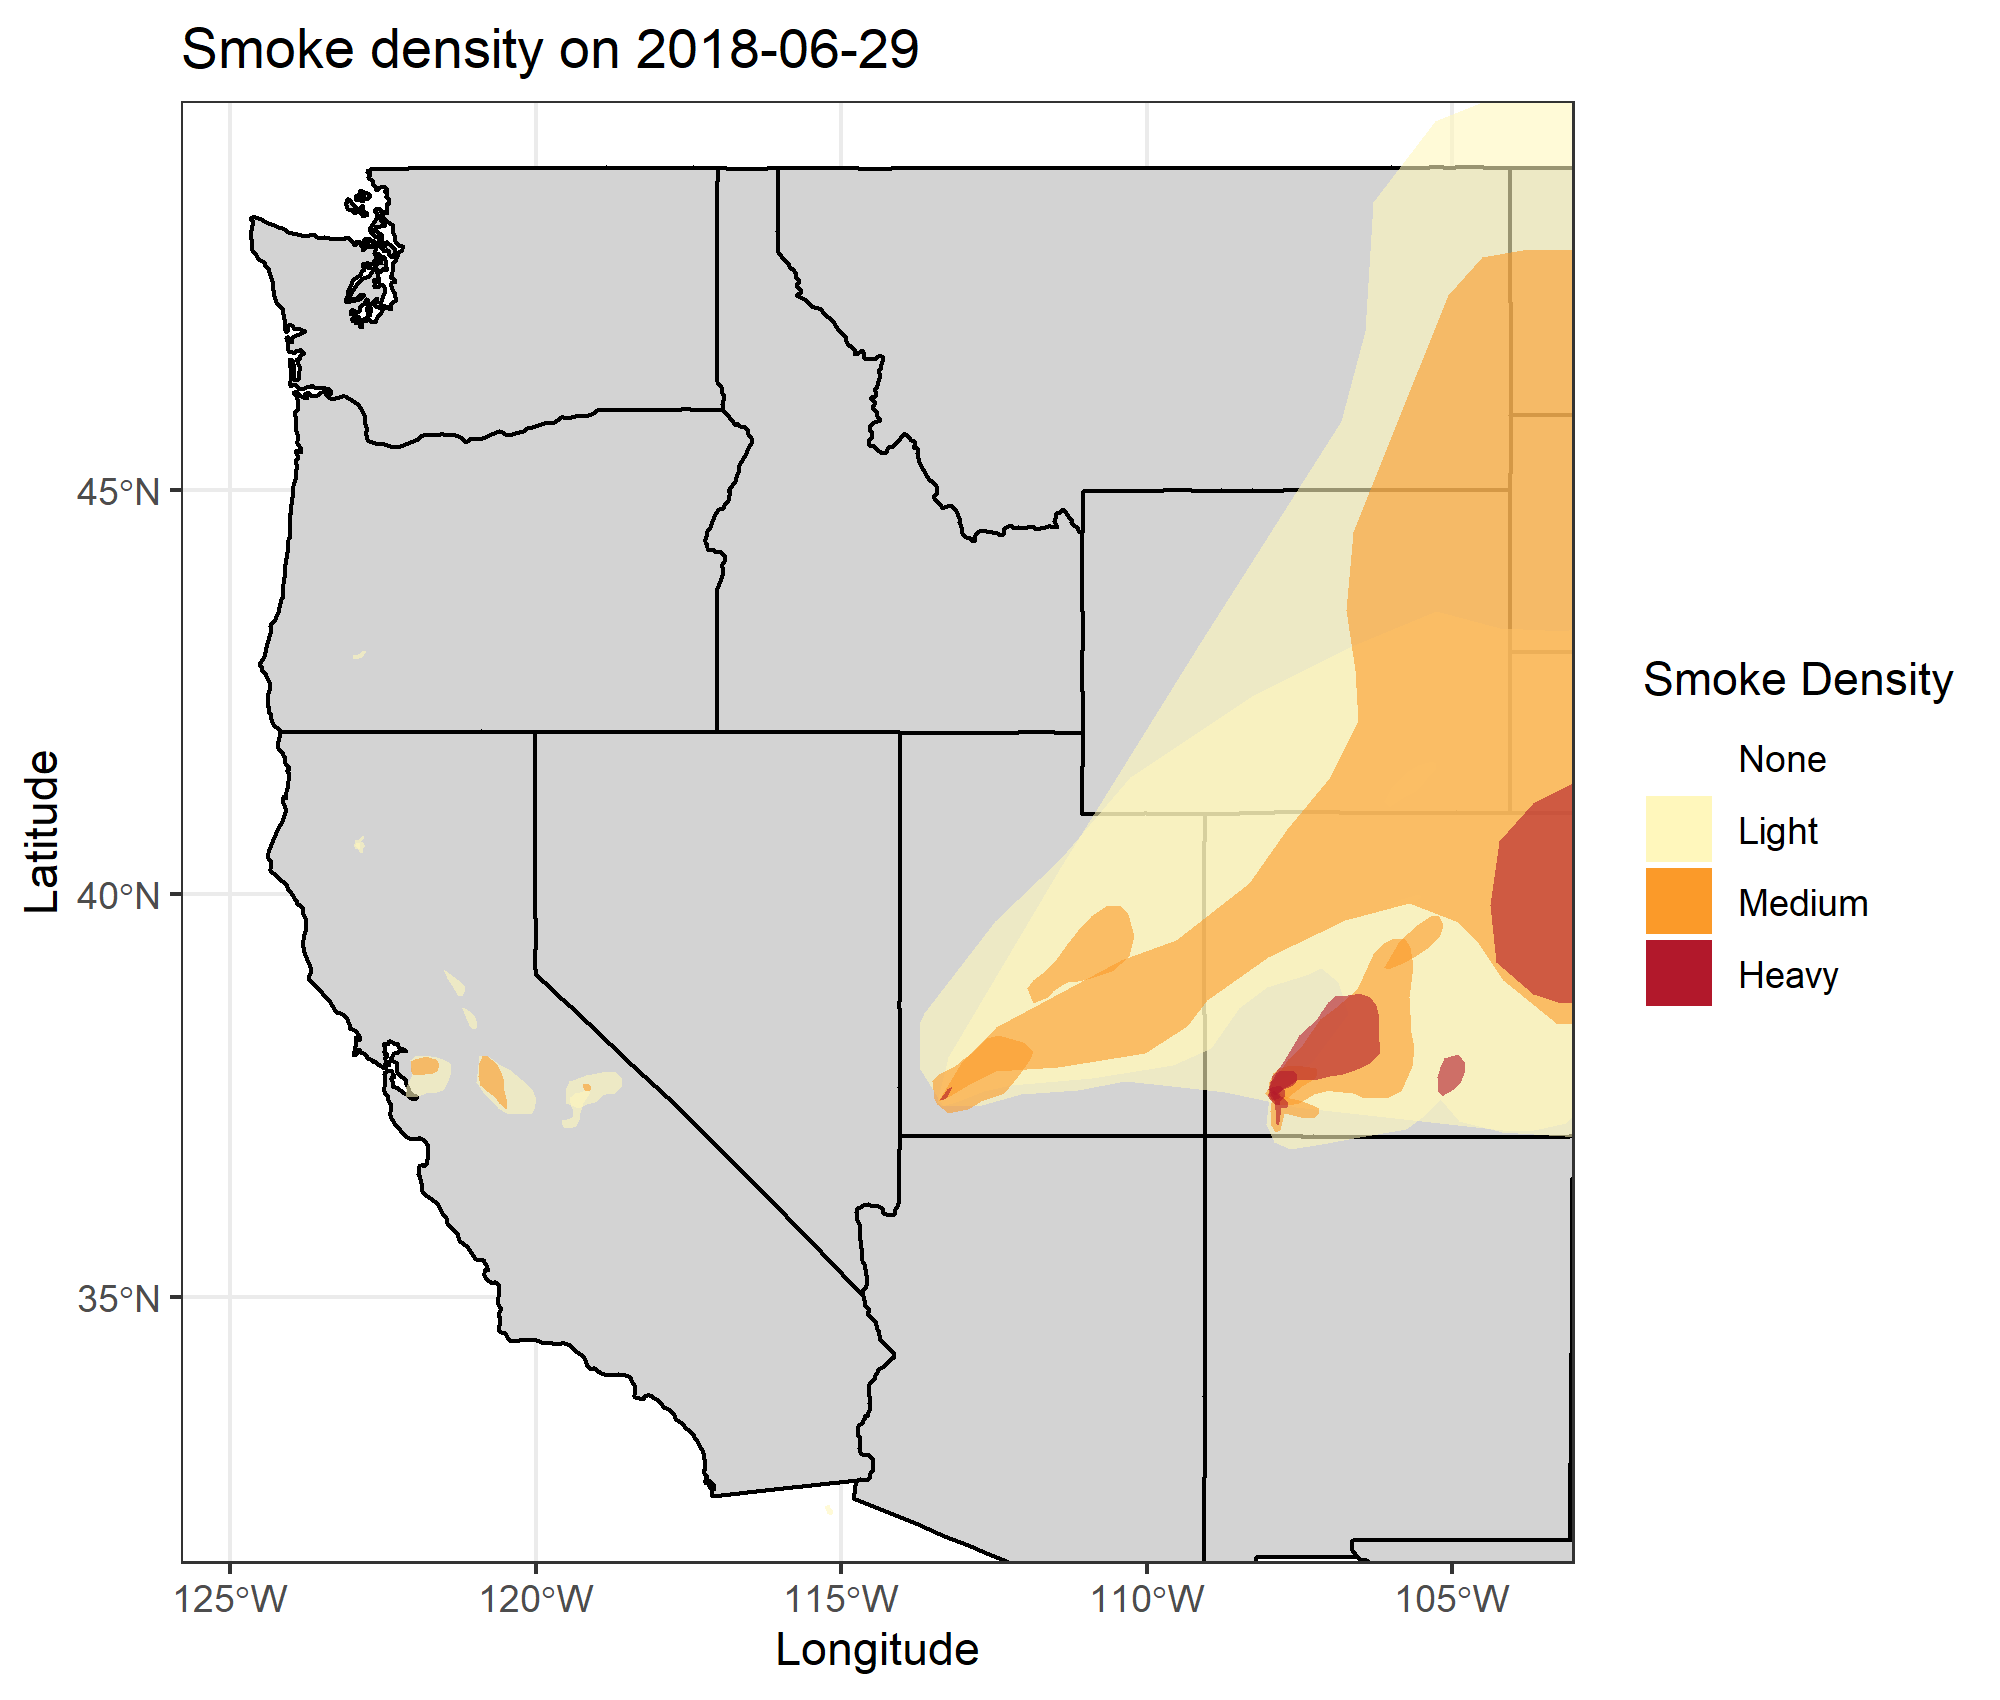 Smoke density on 2018-06-29
45°N
40°N
35°N
Latitude
125°W 120°W 115°W 110°W 105°W
Longitude
Smoke Density
None
Light
Medium
Heavy